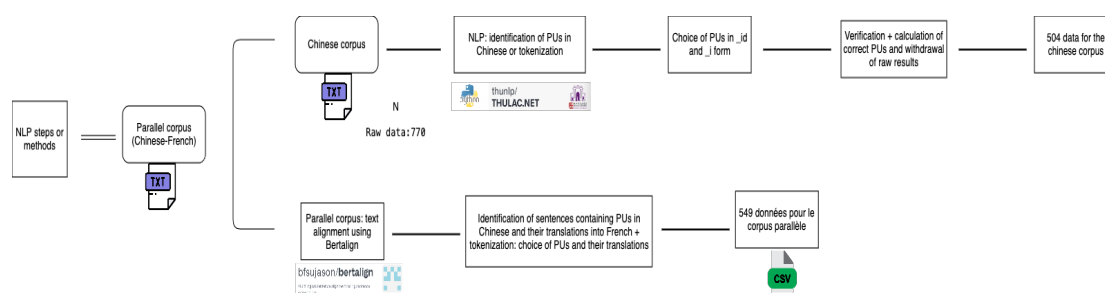 NLP steps or
methods
Parallel corpus
(Chinese-French)
TXT
Chinese corpus
TXT
N
Raw data:770
NLP: identification of PUs in
Chinese or tokenization
python
thunlp/
THULAC.NET
Choice of PUs in _id
and _i form
Verification + calculation of
correct PUs and withdrawal
of raw results
504 data for the
chinese corpus
Parallel corpus: text
alignment using
Bertalign
bfsujason/bertalign
Identification of sentences containing PUs in
Chinese and their translations into French +
tokenization: choice of PUs and their translations
549 données pour le
corpus parallèle
CSV